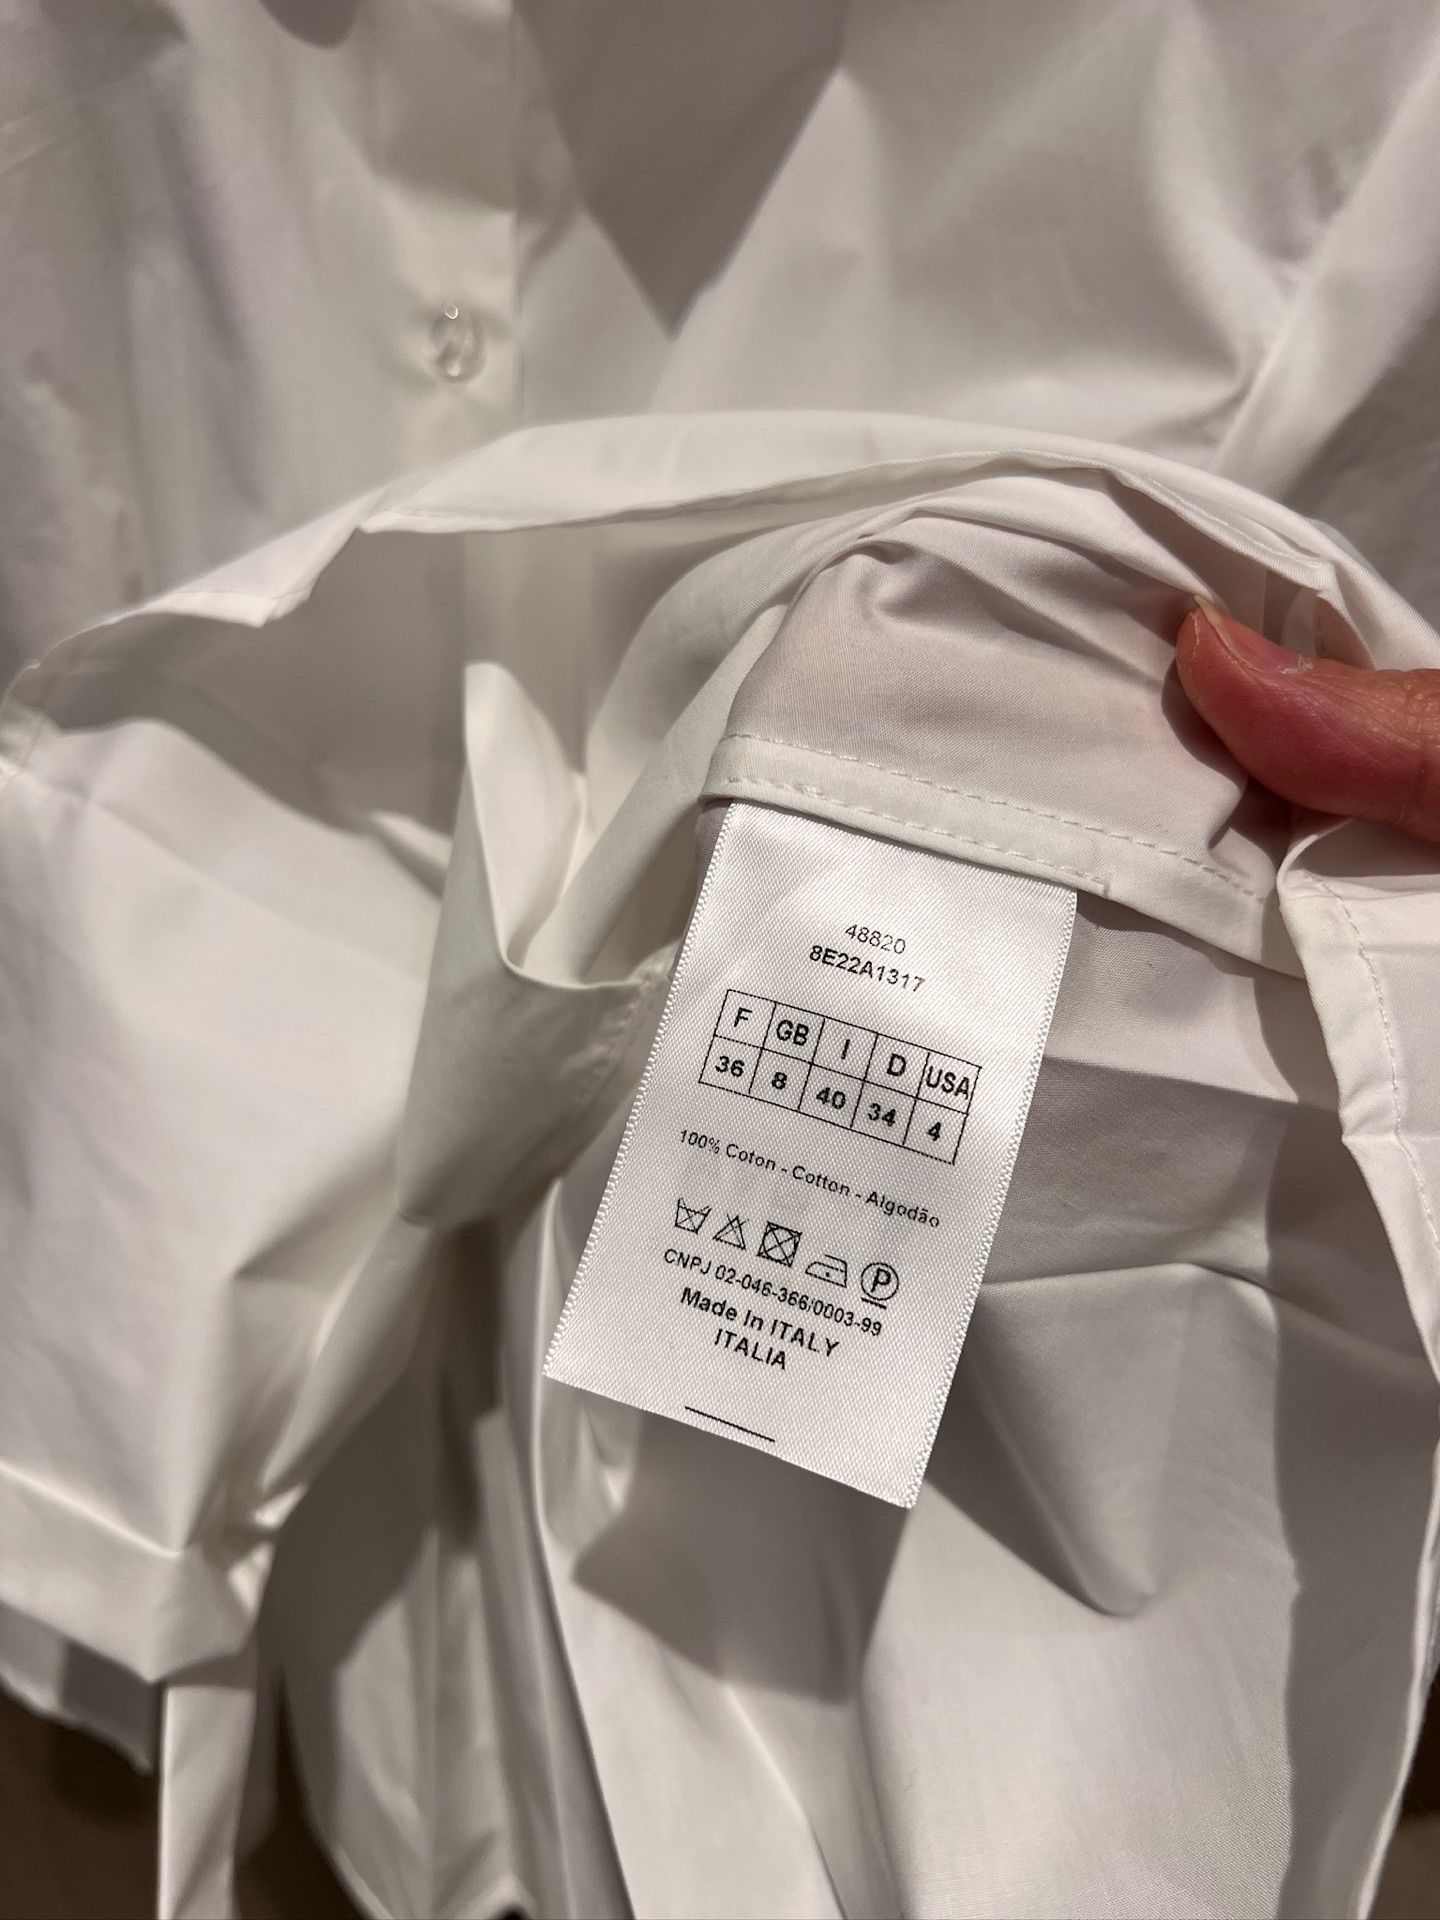 48820
8E22A1317
F GB I D USA
36 8 40 34 4
100% Coton - Cotton - Algodão
P
CNPJ 02-046-366/0003-99
Made In ITALY
ITALIA